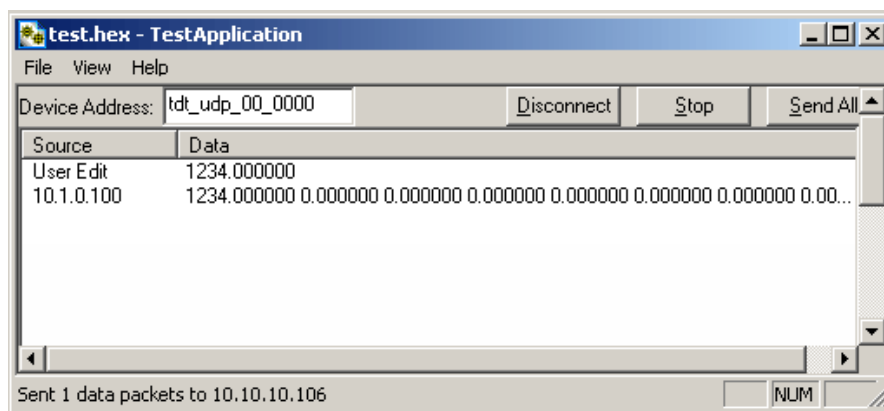 test.hex - TestApplication
File View Help
Device Address: tdt_udp_00_0000 Disconnect Stop Send All
Source Data
User Edit 1234.000000
10.1.0.100 1234.000000 0.000000 0.000000 0.000000 0.000000 0.000000 0.000000 0.00...
Sent 1 data packets to 10.10.10.106 NUM